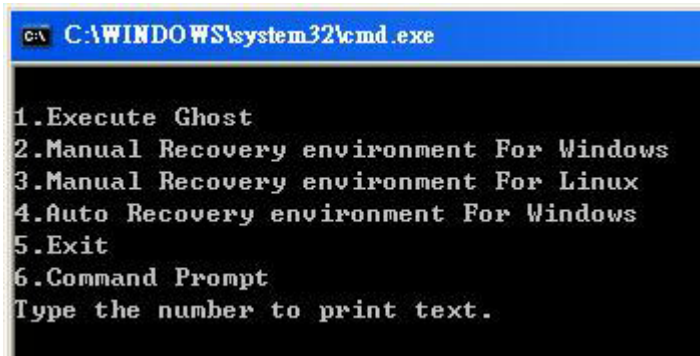 C:\WINDOWS\system32\cmd.exe
1.Execute Ghost
2.Manual Recovery environment For Windows
3.Manual Recovery environment For Linux
4.Auto Recovery environment For Windows
5.Exit
6.Command Prompt
Type the number to print text.